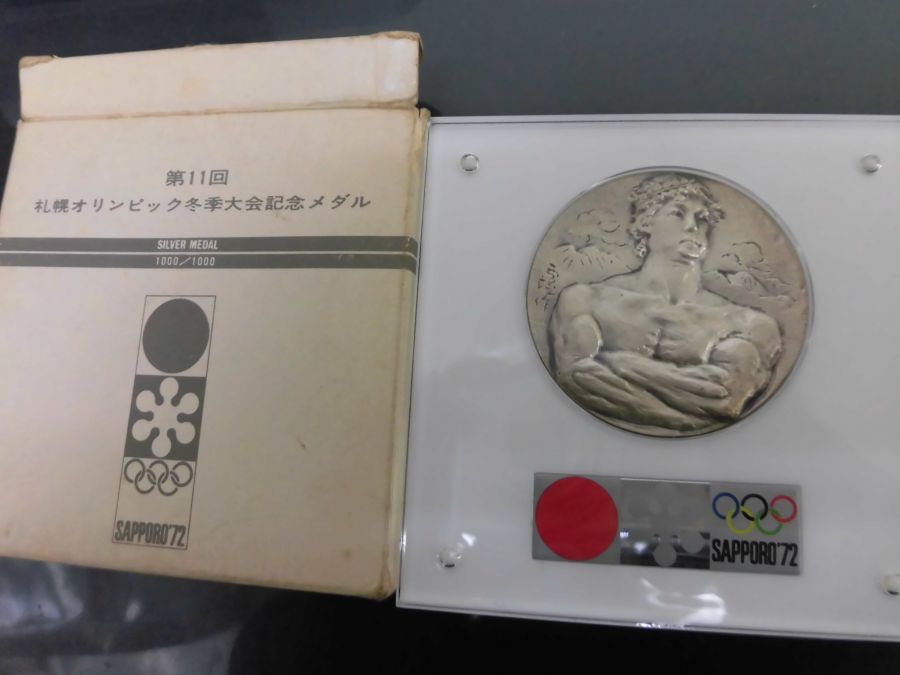 第11回
札幌オリンピック冬季大会記念メダル
SILVER MEDAL
1000/1000
SAPPORO'72
SAPPORO'72